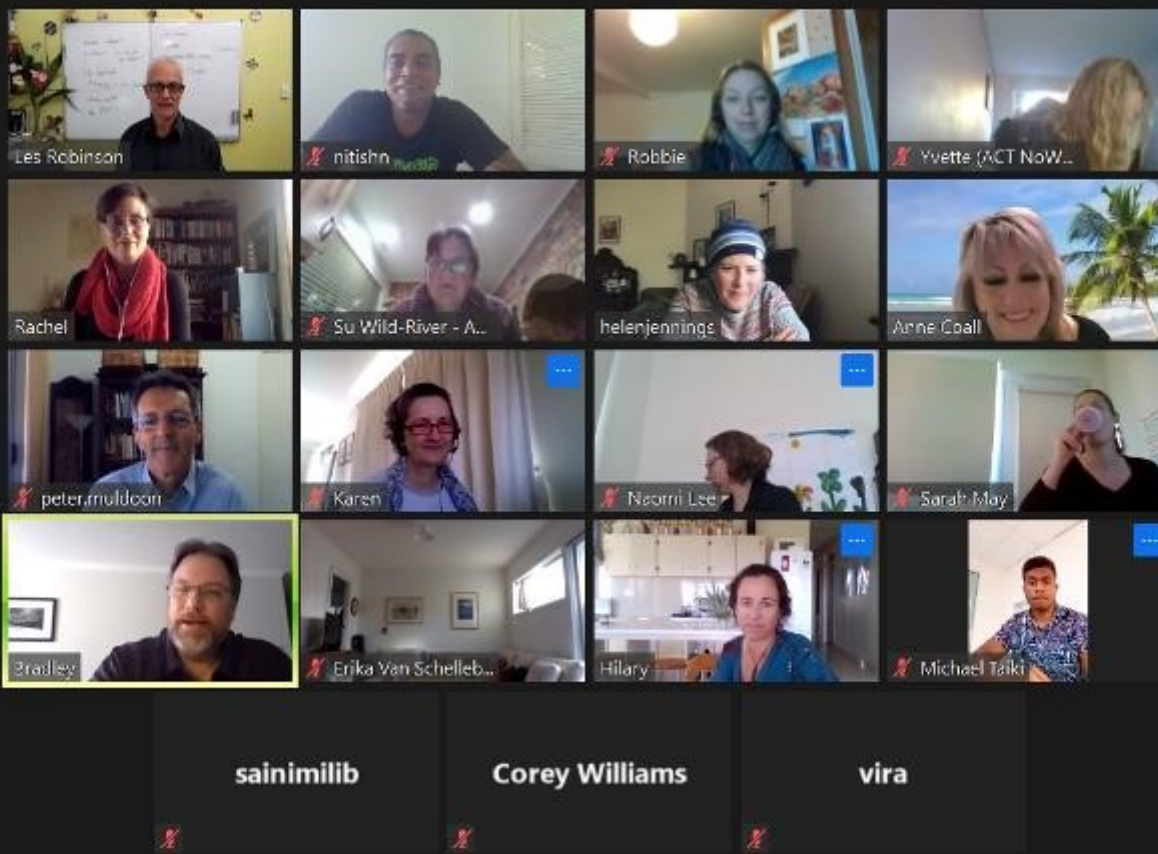 Les Robinson
nitishn
Robbie
Yvette (ACT NoW...
Rachel
Su Wild-River - A...
helenjennings
Anne Coall
peter.muldoon
Karen
Naomi Lee
Sarah May
Bradley
Erika Van Schelleb...
Hilary
Michael Taiki
sainimilib
Corey Williams
vira